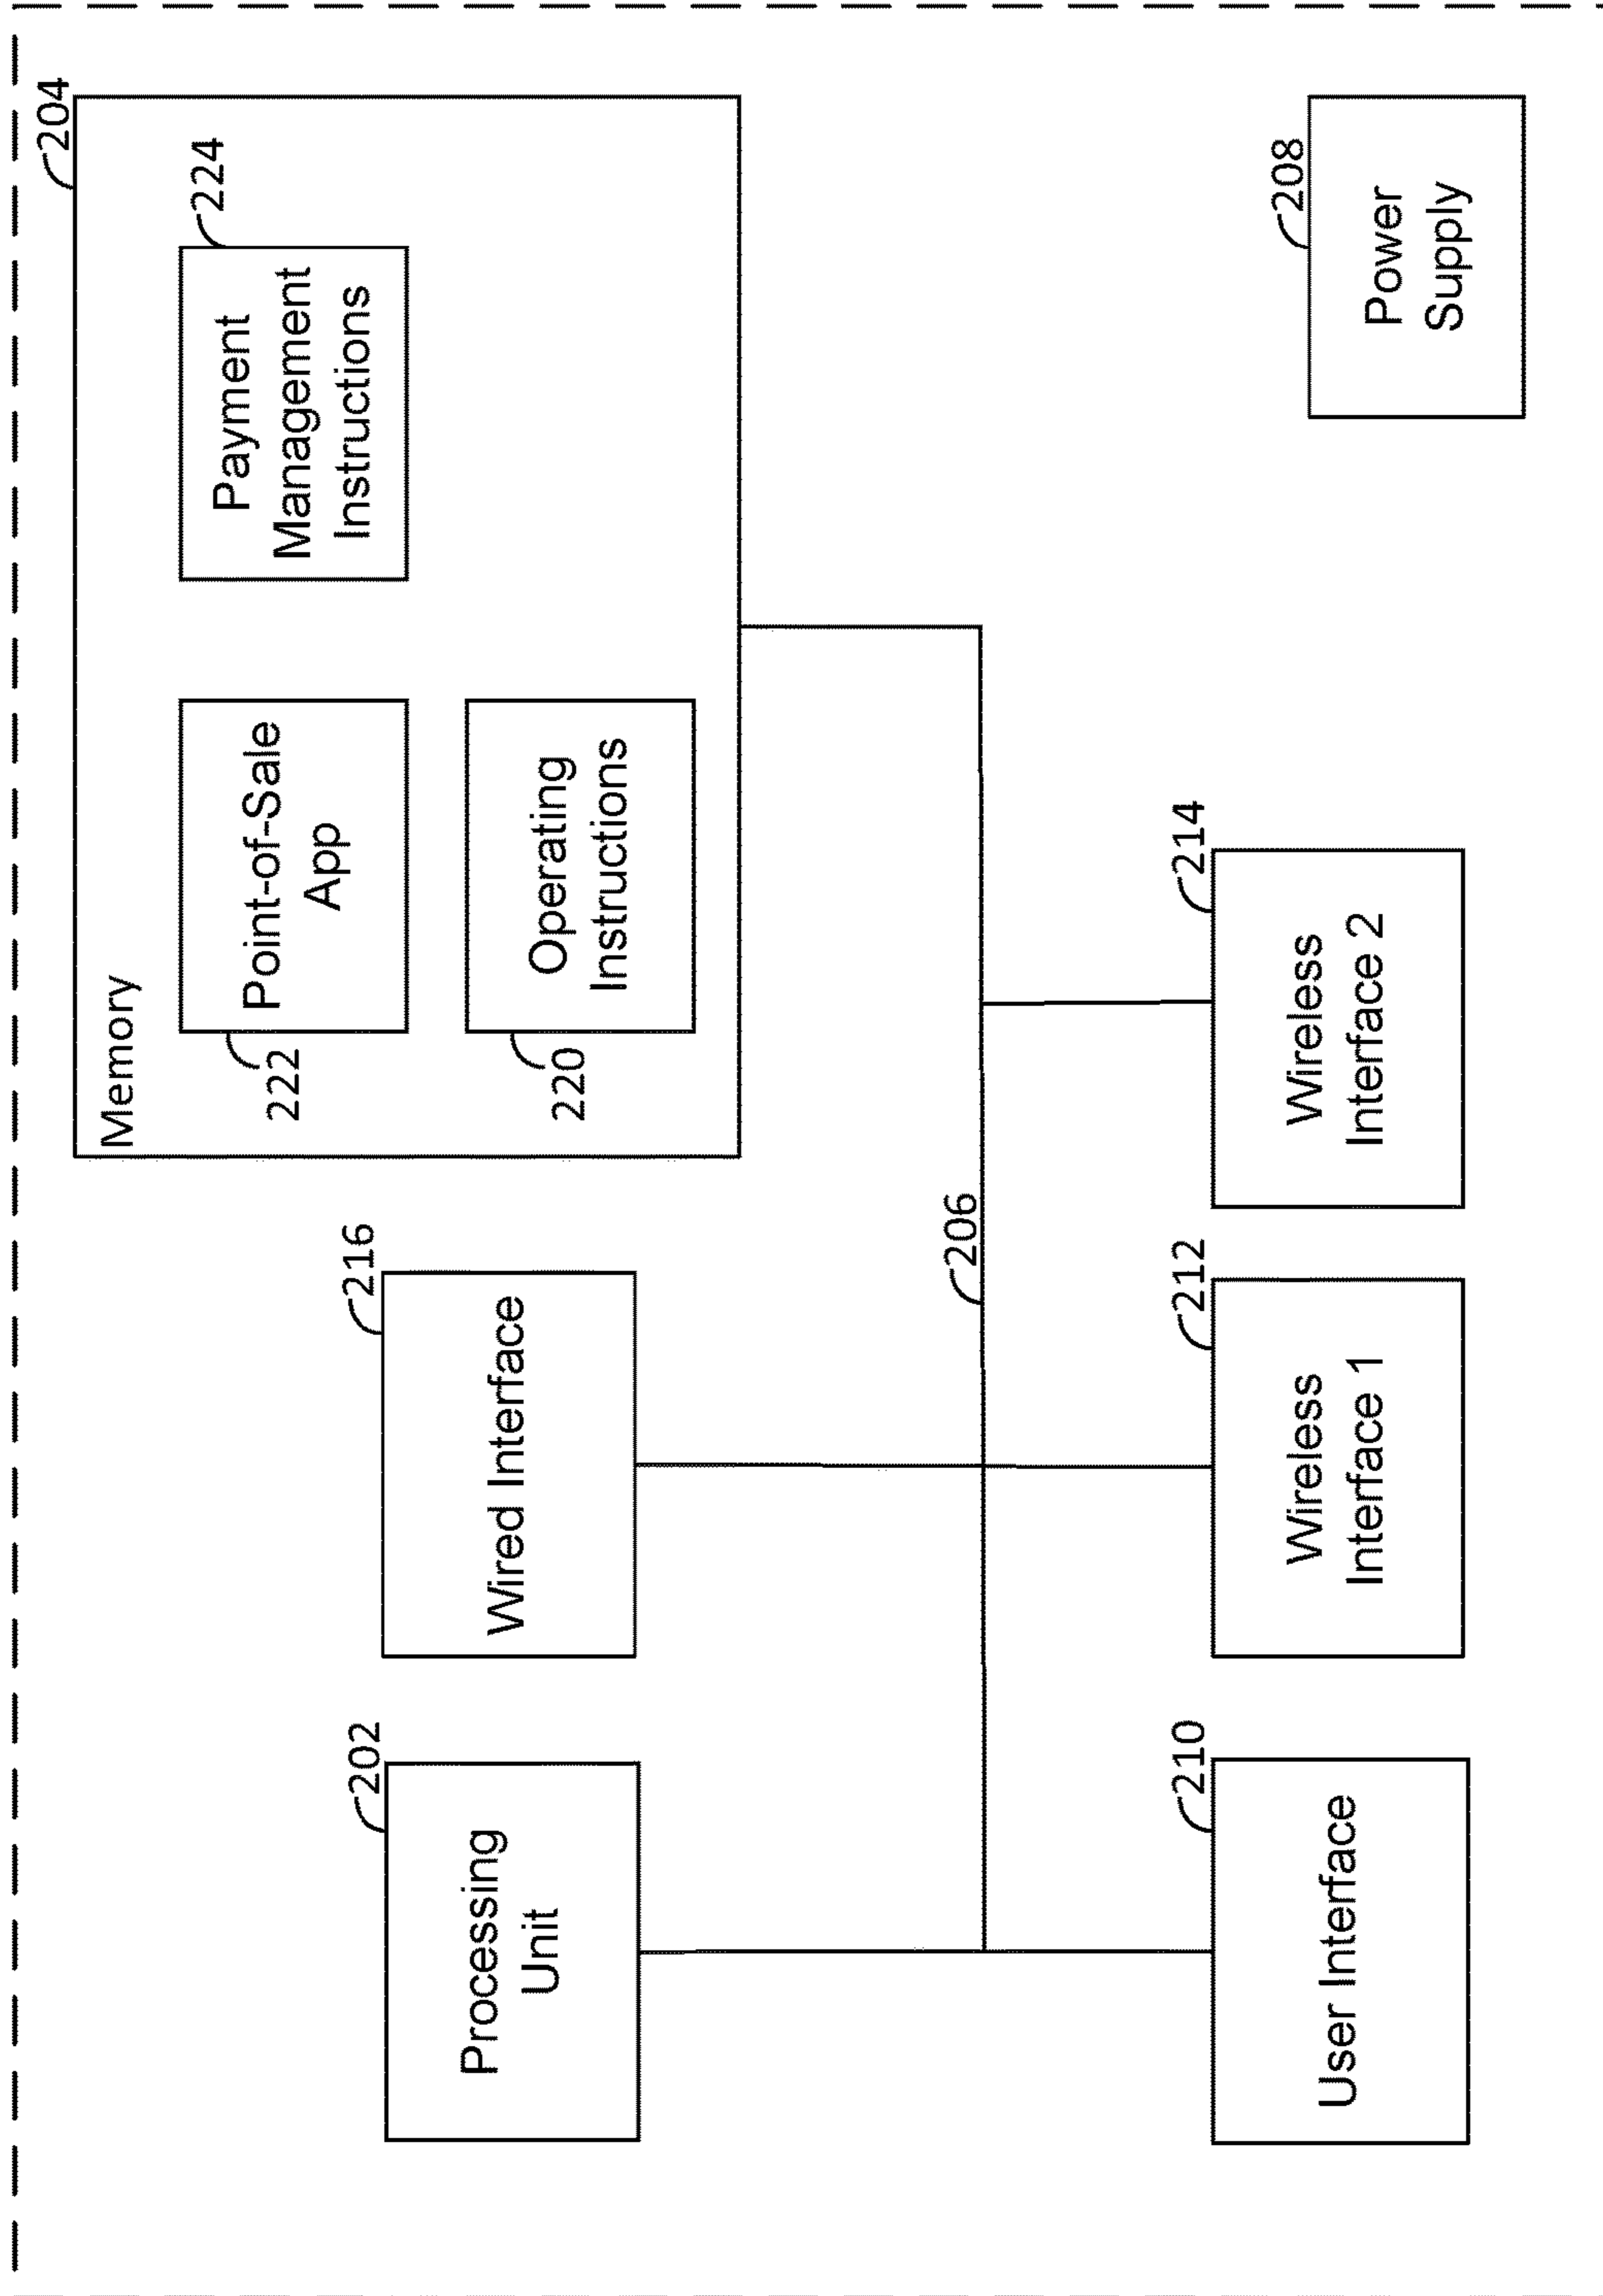 204
Memory
222
Point-of-Sale
App
224
Payment
Management
Instructions
220
Operating
Instructions
202
Processing
Unit
216
Wired Interface
206
210
User Interface
212
Wireless
Interface 1
214
Wireless
Interface 2
208
Power
Supply